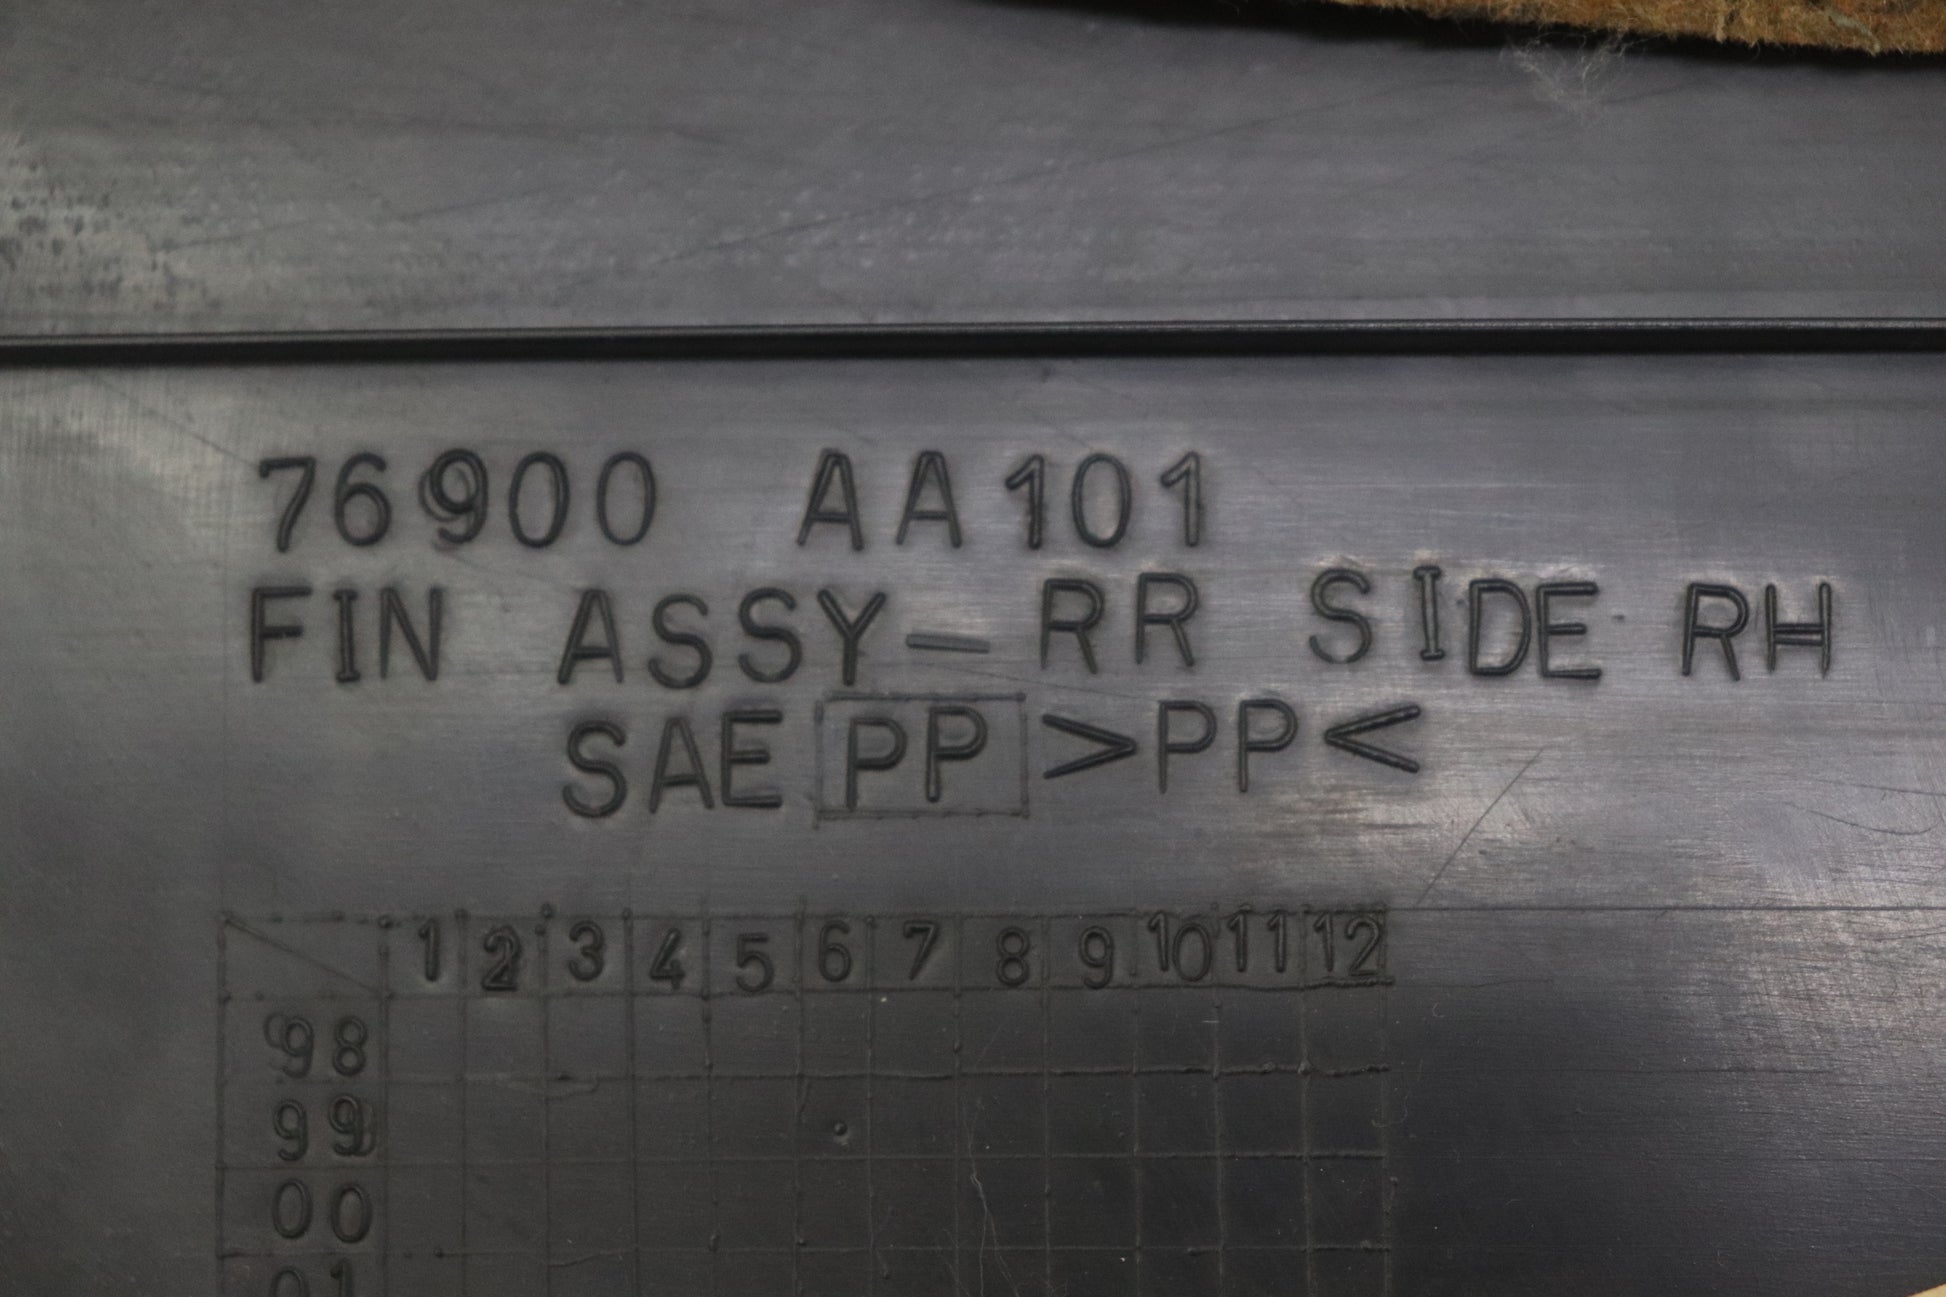 76900 AA101
FIN ASSY-RR SIDE RH
SAE PP >PP<
1 2 3 4 5 6 7 8 9 10 11 12
98
99
00
01